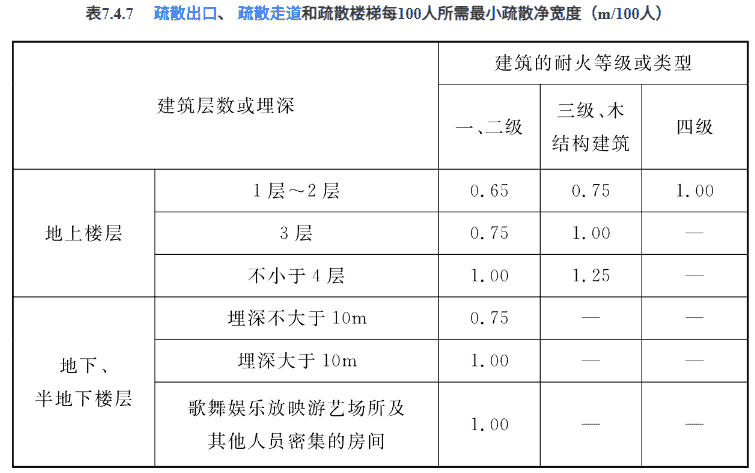 表7.4.7 疏散出口、疏散走道和疏散楼梯每100人所需最小疏散净宽度（m/100人）
建筑层数或埋深
建筑的耐火等级或类型
一、二级
三级、木
结构建筑
四级
地上楼层
1层～2层
0.65
0.75
1.00
3层
0.75
1.00
—
不小于4层
1.00
1.25
—
地下、
半地下楼层
埋深不大于10m
0.75
—
—
埋深大于10m
1.00
—
—
歌舞娱乐放映游艺场所及
其他人员密集的房间
1.00
—
—